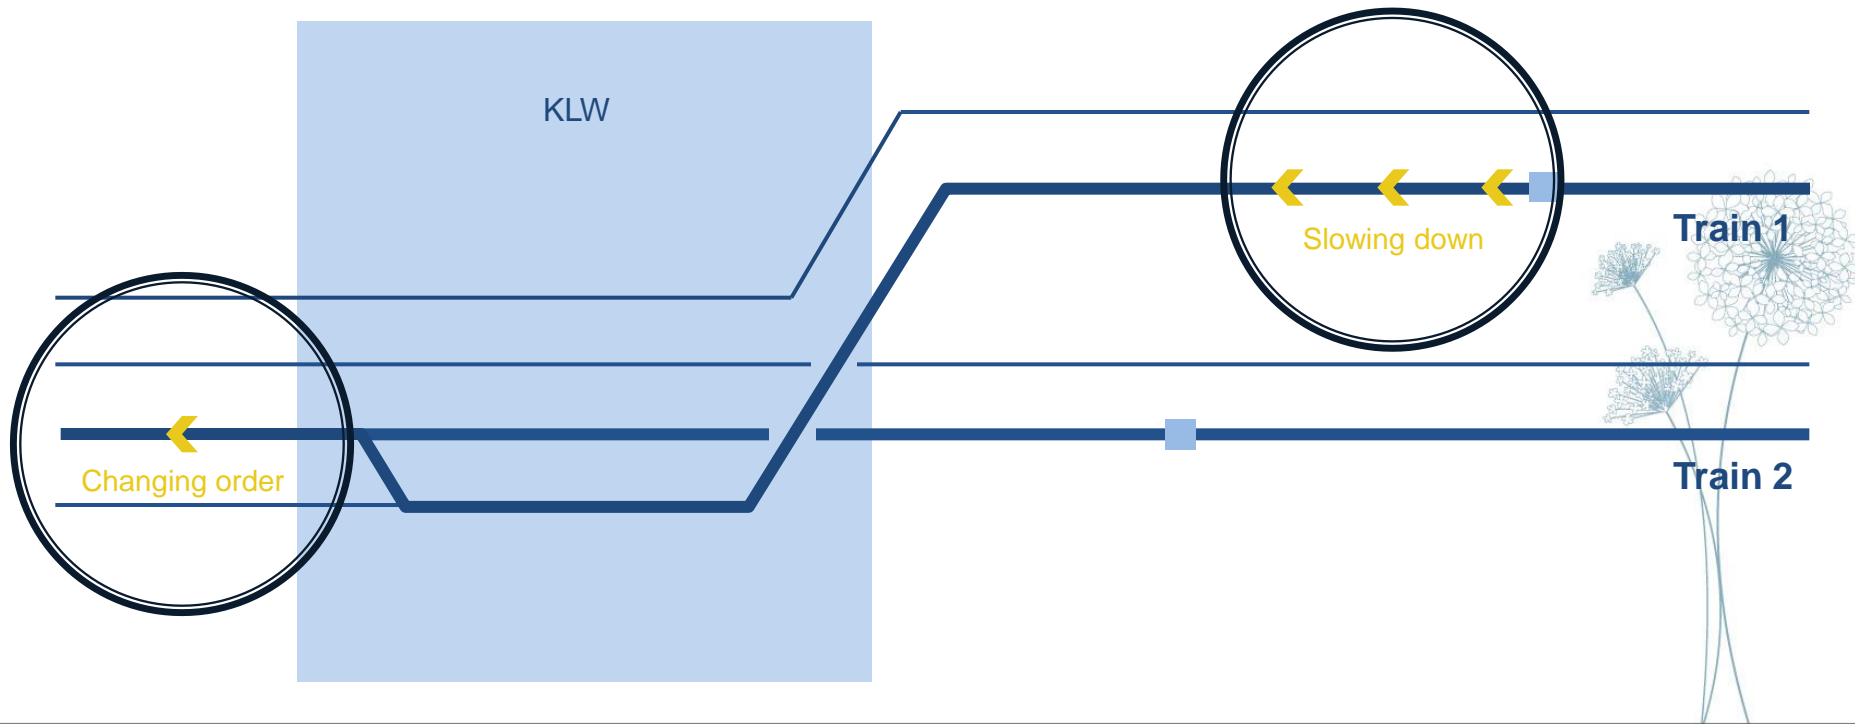 KLW
Slowing down
Train 1
Changing order
Train 2